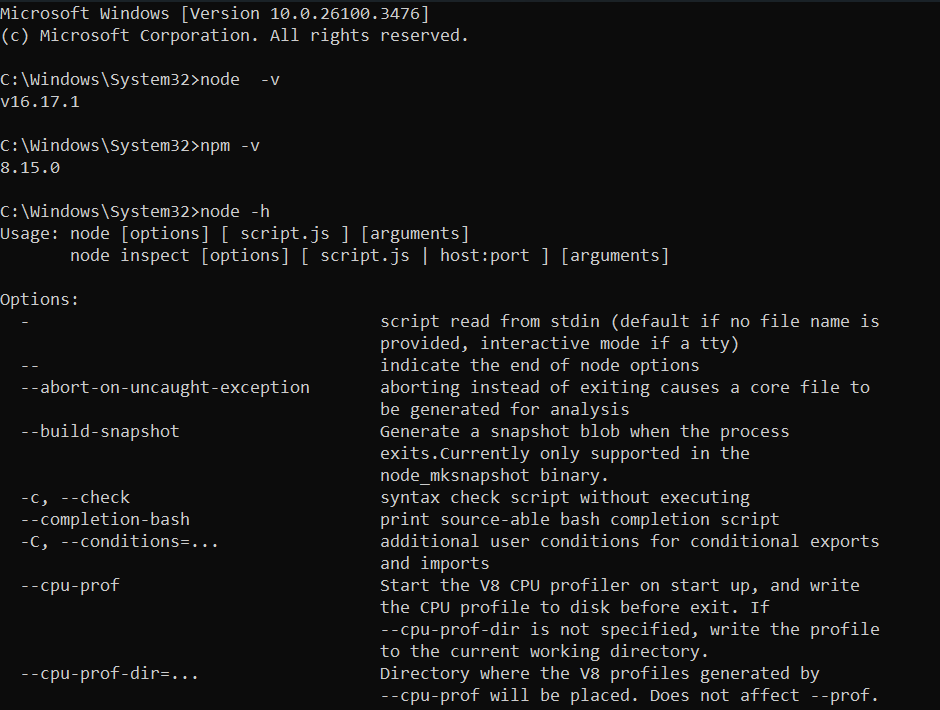 Microsoft Windows [Version 10.0.26100.3476]
(c) Microsoft Corporation. All rights reserved.
C:\Windows\System32>node  -v
v16.17.1
C:\Windows\System32>npm -v
8.15.0
C:\Windows\System32>node -h
Usage: node [options] [ script.js ] [arguments]
       node inspect [options] [ script.js | host:port ] [arguments]
Options:
  -                                   script read from stdin (default if no file name is
                                      provided, interactive mode if a tty)
  --                                  indicate the end of node options
  --abort-on-uncaught-exception       aborting instead of exiting causes a core file to
                                      be generated for analysis
  --build-snapshot                    Generate a snapshot blob when the process
                                      exits.Currently only supported in the
                                      node_mksnapshot binary.
  -c, --check                         syntax check script without executing
  --completion-bash                   print source-able bash completion script
  -C, --conditions=...                additional user conditions for conditional exports
                                      and imports
  --cpu-prof                          Start the V8 CPU profiler on start up, and write
                                      the CPU profile to disk before exit. If
                                      --cpu-prof-dir is not specified, write the profile
                                      to the current working directory.
  --cpu-prof-dir=...                  Directory where the V8 profiles generated by
                                      --cpu-prof will be placed. Does not affect --prof.